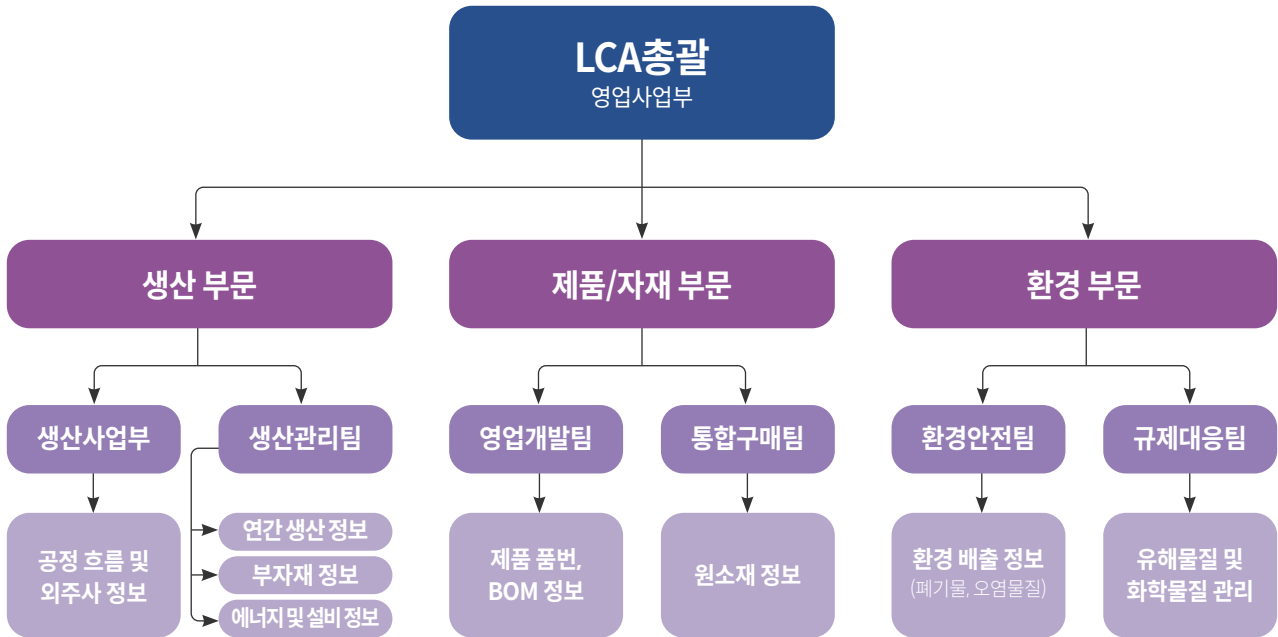 LCA총괄
영업사업부
생산 부문
제품/자재 부문
환경 부문
생산사업부
생산관리팀
영업개발팀
통합구매팀
환경안전팀
규제대응팀
공정 흐름 및
외주사 정보
연간 생산 정보
부자재 정보
에너지 및 설비 정보
제품 품번,
BOM 정보
원소재 정보
환경 배출 정보
(폐기물, 오염물질)
유해물질 및
화학물질 관리